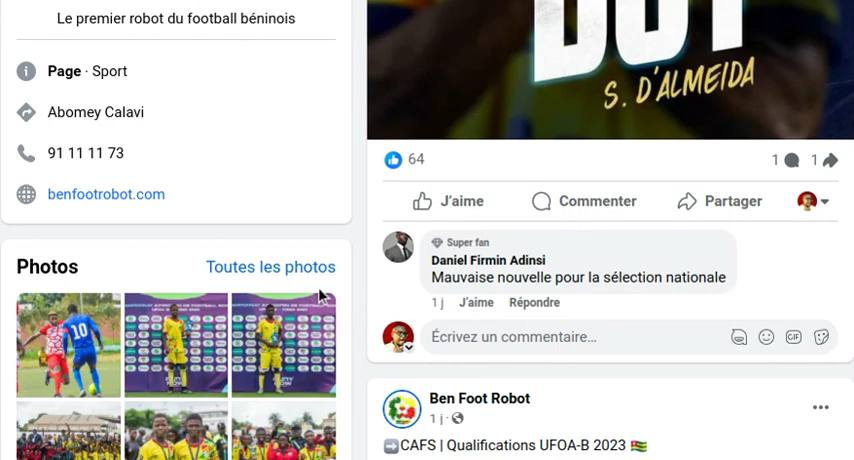 Le premier robot du football béninois
Page · Sport
Abomey Calavi
91 11 11 73
benfootrobot.com
Photos
Toutes les photos
10
S. D'ALMEIDA
64
1
1
J'aime
Commenter
Partager
Super fan
Daniel Firmin Adinsi
Mauvaise nouvelle pour la sélection nationale
1 j
J'aime
Répondre
Écrivez un commentaire...
GIF
Ben Foot Robot
1 j ·
➡️CAFS | Qualifications UFOA-B 2023 🇹🇬